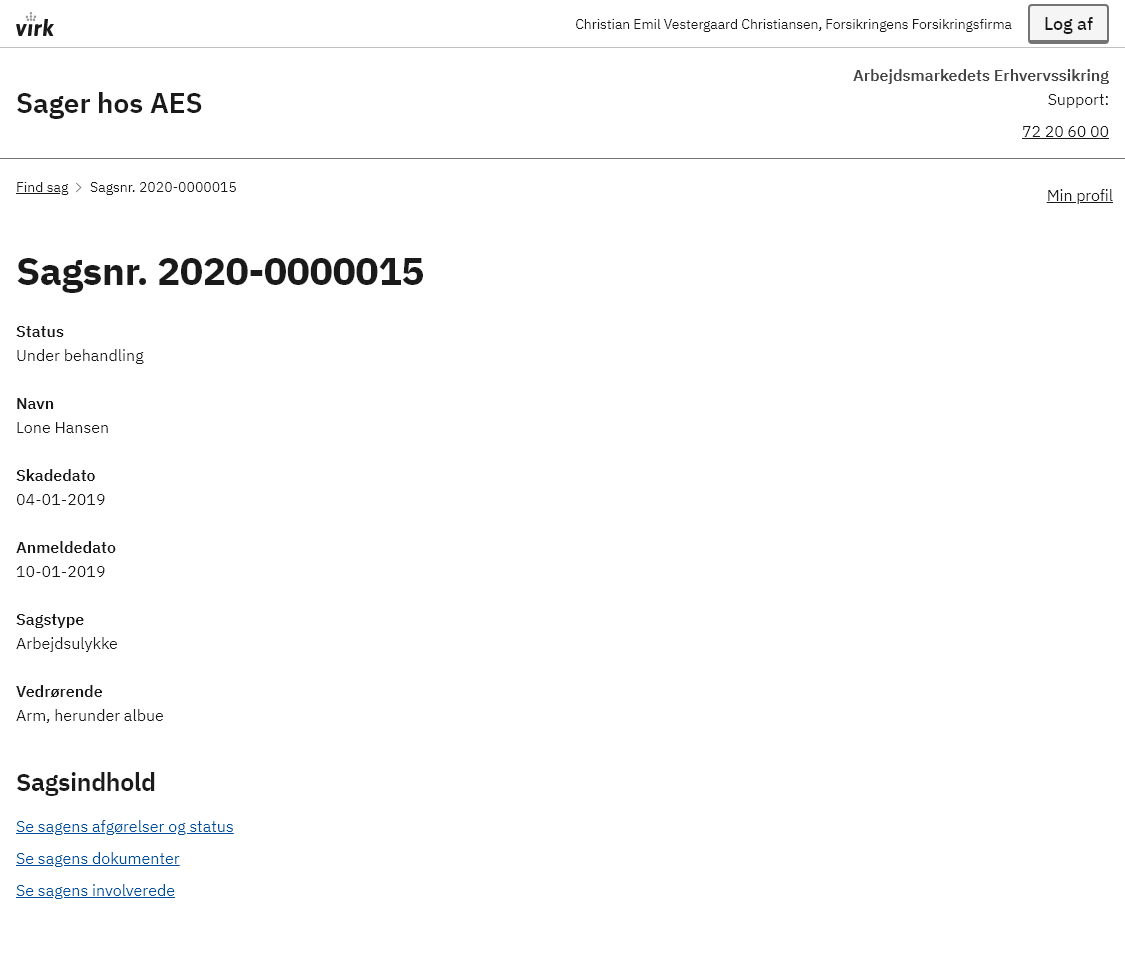 virk
Christian Emil Vestergaard Christiansen, Forsikringens Forsikringsfirma
Log af
Sager hos AES
Arbejdsmarkedets Erhvervssikring
Support:
72 20 60 00
Find sag > Sagsnr. 2020-0000015
Min profil
Sagsnr. 2020-0000015
Status
Under behandling
Navn
Lone Hansen
Skadedato
04-01-2019
Anmeldedato
10-01-2019
Sagstype
Arbejdsulykke
Vedrørende
Arm, herunder albue
Sagsindhold
Se sagens afgørelser og status
Se sagens dokumenter
Se sagens involverede